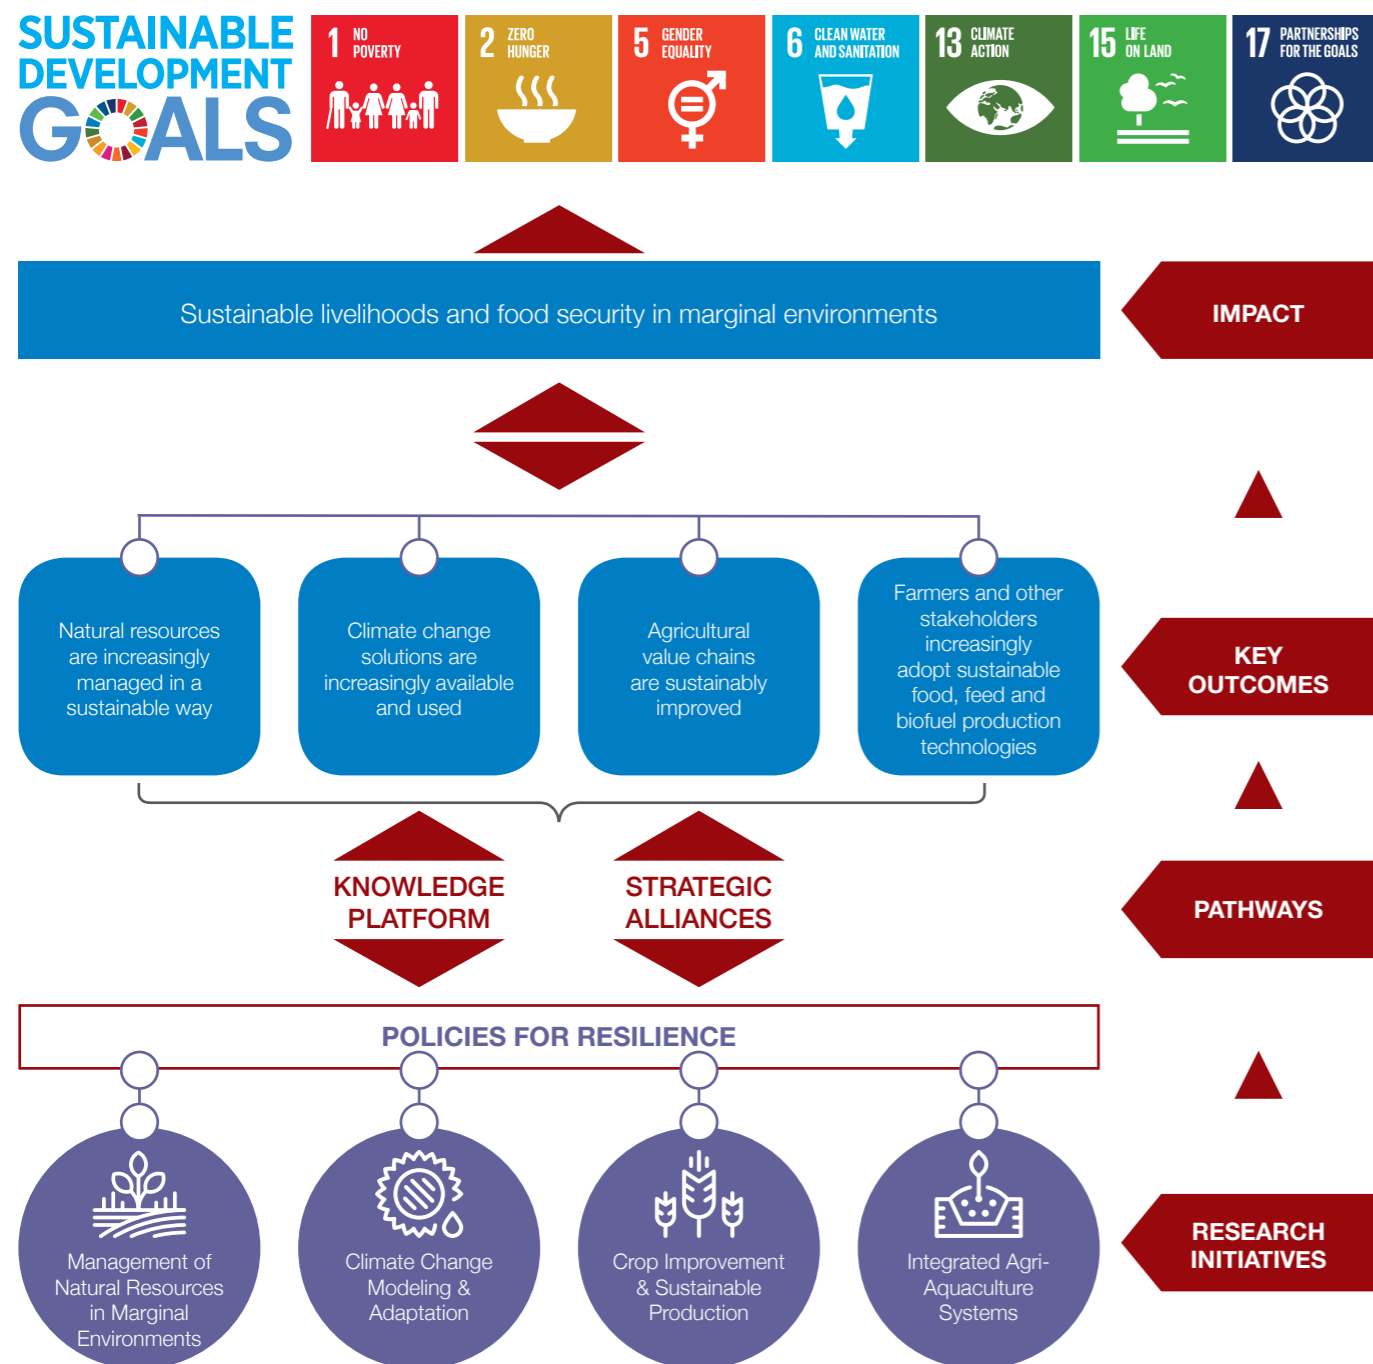 SUSTAINABLE
DEVELOPMENT
GOALS
1 NO
POVERTY
2 ZERO
HUNGER
5 GENDER
EQUALITY
6 CLEAN WATER
AND SANITATION
13 CLIMATE
ACTION
15 LIFE
ON LAND
17 PARTNERSHIPS
FOR THE GOALS
Sustainable livelihoods and food security in marginal environments
IMPACT
Natural resources
are increasingly
managed in a
sustainable way
Climate change
solutions are
increasingly available
and used
Agricultural
value chains
are sustainably
improved
Farmers and other
stakeholders
increasingly
adopt sustainable
food, feed and
biofuel production
technologies
KEY
OUTCOMES
KNOWLEDGE
PLATFORM
STRATEGIC
ALLIANCES
PATHWAYS
POLICIES FOR RESILIENCE
Management of
Natural Resources
in Marginal
Environments
Climate Change
Modeling &
Adaptation
Crop Improvement
& Sustainable
Production
Integrated Agri-
Aquaculture
Systems
RESEARCH
INITIATIVES